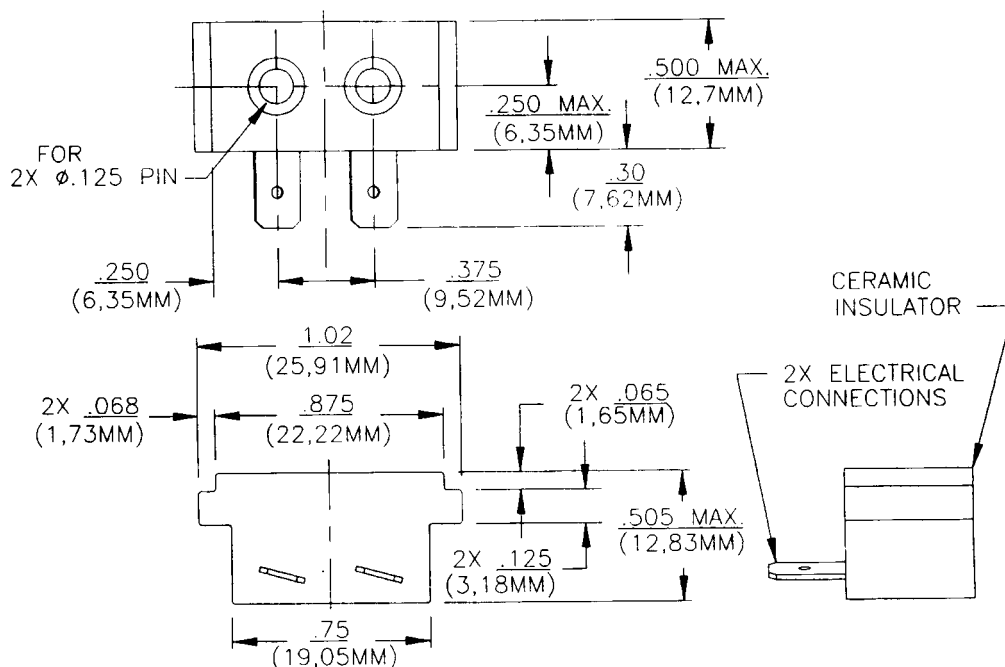 .500 MAX.
(12,7MM)
.250 MAX.
(6,35MM)
FOR
2X ϕ.125 PIN
.30
(7,62MM)
.250
(6,35MM)
.375
(9,52MM)
CERAMIC
INSULATOR
1.02
(25,91MM)
2X ELECTRICAL
CONNECTIONS
2X .068
(1,73MM)
.875
(22,22MM)
2X .065
(1,65MM)
.505 MAX.
(12,83MM)
2X .125
(3,18MM)
.75
(19,05MM)